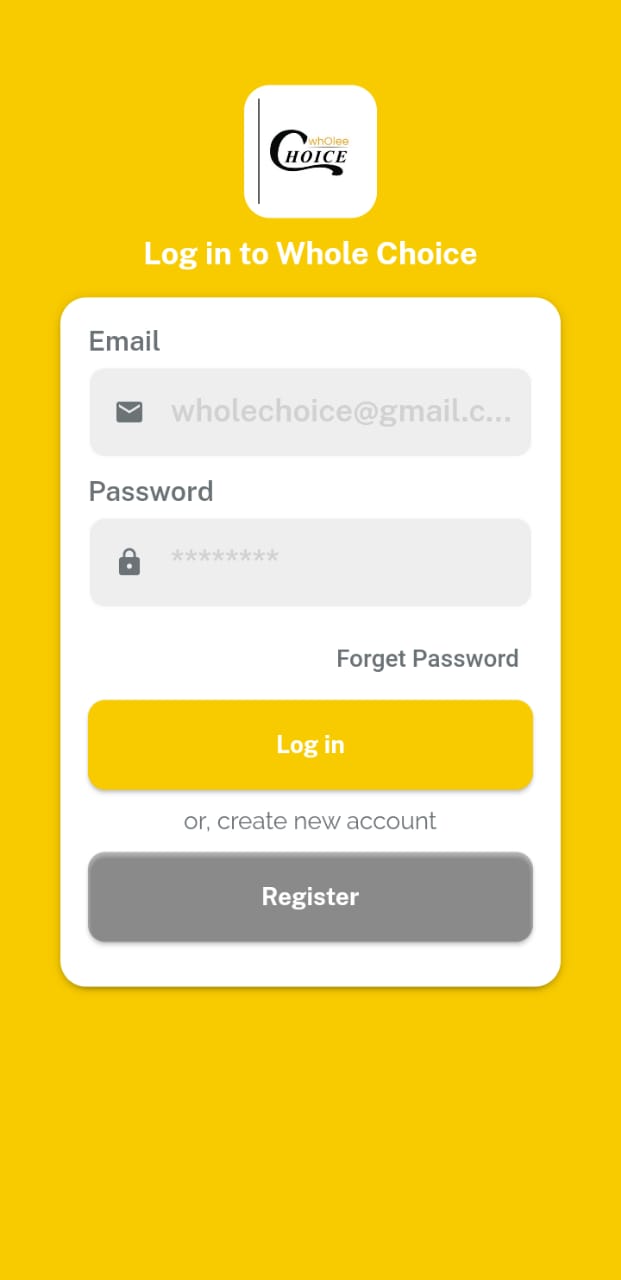 whOlee
CHOICE
Log in to Whole Choice
Email
wholechoice@gmail.c...
Password
********
Forget Password
Log in
or, create new account
Register